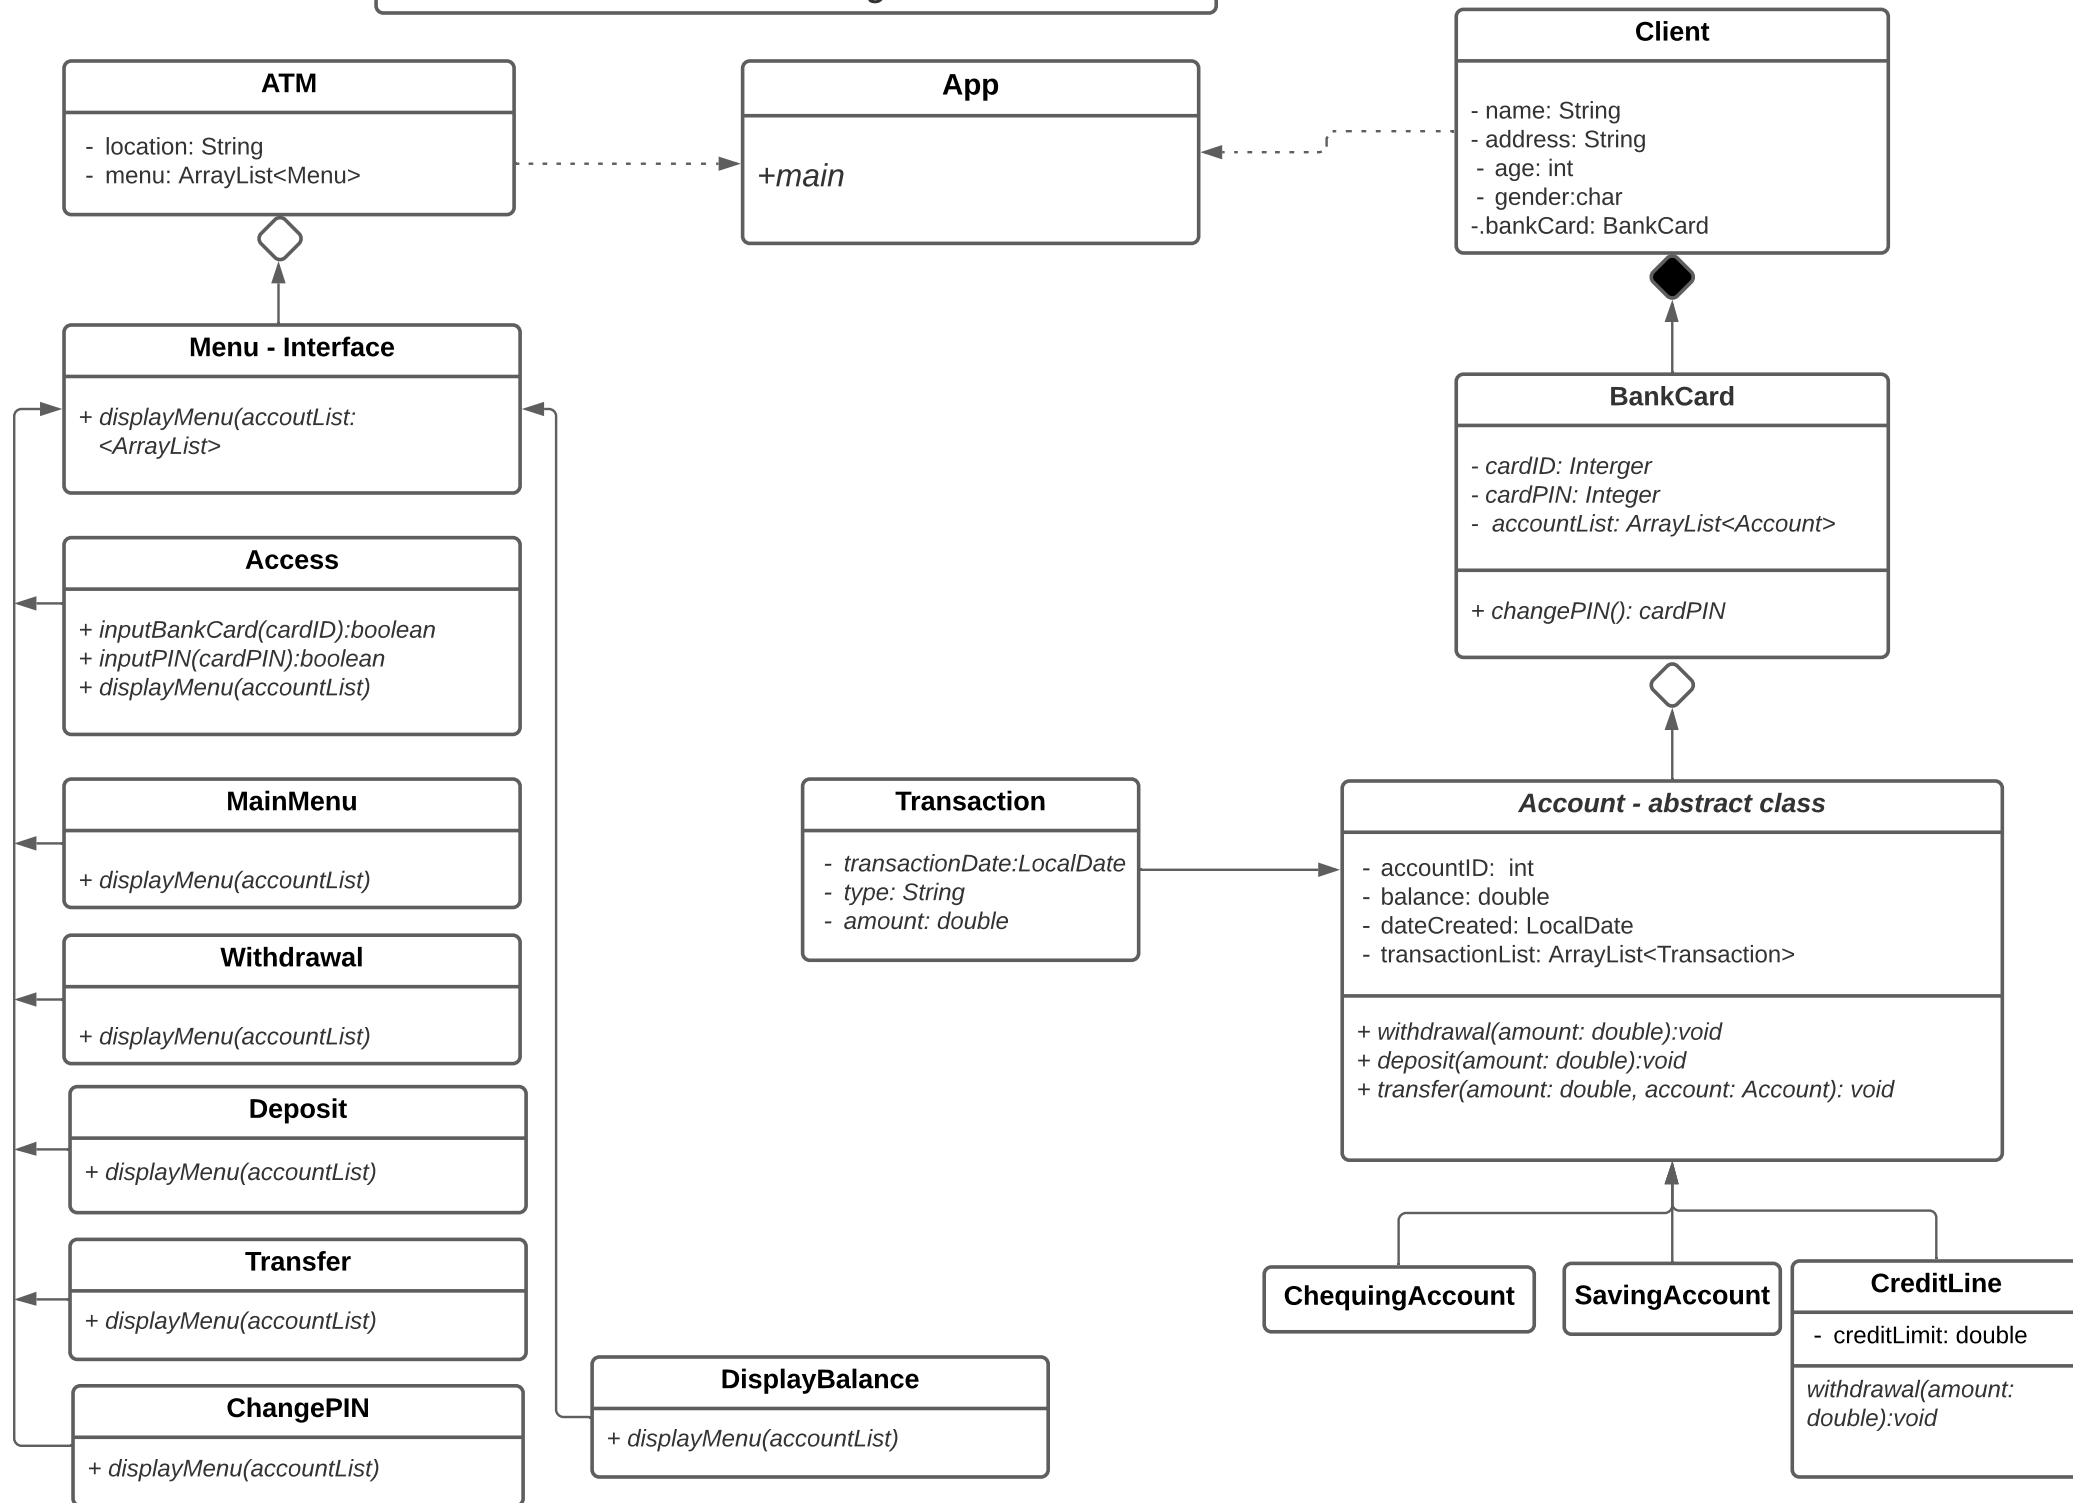 ATM
- location: String
- menu: ArrayList<Menu>
App
+main
Client
- name: String
- address: String
- age: int
- gender:char
-.bankCard: BankCard
Menu - Interface
+ displayMenu(accoutList:
<ArrayList>
Access
+ inputBankCard(cardID):boolean
+ inputPIN(cardPIN):boolean
+ displayMenu(accountList)
MainMenu
+ displayMenu(accountList)
Withdrawal
+ displayMenu(accountList)
Deposit
+ displayMenu(accountList)
Transfer
+ displayMenu(accountList)
ChangePIN
+ displayMenu(accountList)
DisplayBalance
+ displayMenu(accountList)
BankCard
- cardID: Interger
- cardPIN: Integer
- accountList: ArrayList<Account>
+ changePIN(): cardPIN
Transaction
- transactionDate:LocalDate
- type: String
- amount: double
Account - abstract class
- accountID: int
- balance: double
- dateCreated: LocalDate
- transactionList: ArrayList<Transaction>
+ withdrawal(amount: double):void
+ deposit(amount: double):void
+ transfer(amount: double, account: Account): void
ChequingAccount
SavingAccount
CreditLine
- creditLimit: double
withdrawal(amount:
double):void